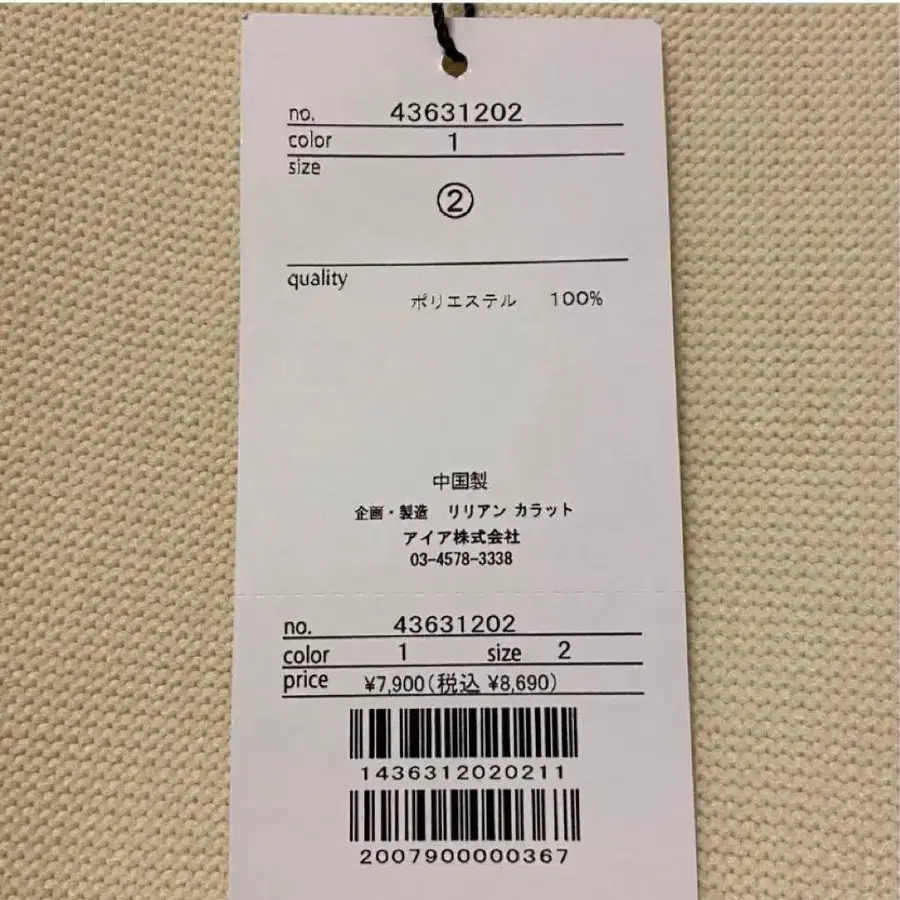 no. 43631202
color 1
size
②
quality
ポリエステル 100%
中国製
企画・製造 リリアン カラット
アイア株式会社
03-4578-3338
no. 43631202
color 1 size 2
price ¥7,900(税込 ¥8,690)
1436312020211
2007900000367